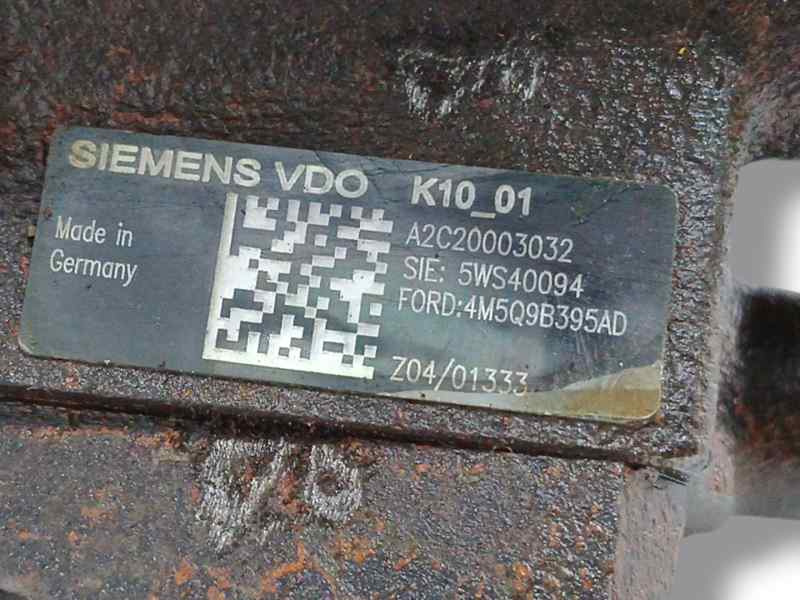 SIEMENS VDO K10_01
Made in
Germany
A2C20003032
SIE: 5WS40094
FORD:4M5Q9B395AD
Z04/01333